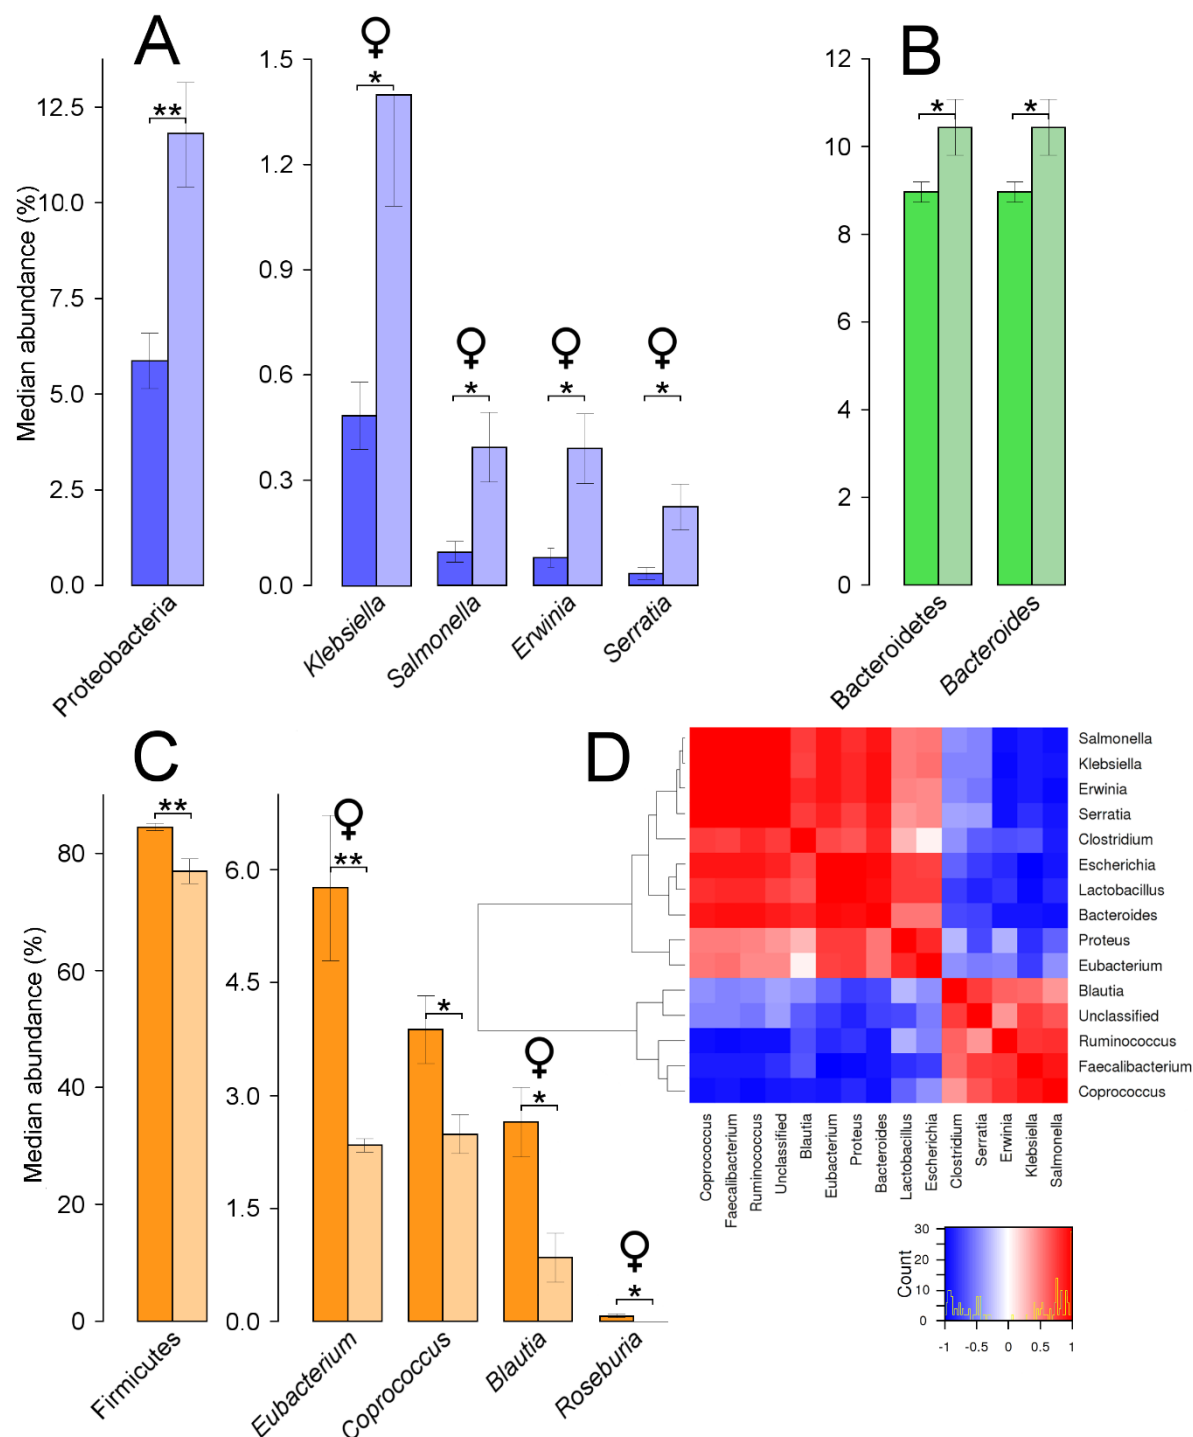 A
B
Median abundance (%)
12.5
10.0
7.5
5.0
2.5
0.0
**
Proteobacteria
1.5
1.2
0.9
0.6
0.3
0.0
♀
*
♀
*
♀
*
♀
*
Klebsiella
Salmonella
Erwinia
Serratia
12
10
8
6
4
2
0
*
*
Bacteroidetes
Bacteroides
C
D
Median abundance (%)
80
60
40
20
0
**
Firmicutes
6.0
4.5
3.0
1.5
0.0
♀
**
*
♀
*
♀
*
Eubacterium
Coprococcus
Blautia
Roseburia
Salmonella
Klebsiella
Erwinia
Serratia
Clostridium
Escherichia
Lactobacillus
Bacteroides
Proteus
Eubacterium
Blautia
Unclassified
Ruminococcus
Faecalibacterium
Coprococcus
Coprococcus
Faecalibacterium
Ruminococcus
Unclassified
Blautia
Eubacterium
Proteus
Bacteroides
Lactobacillus
Escherichia
Clostridium
Serratia
Erwinia
Klebsiella
Salmonella
Count
30
20
10
0
-1
-0.5
0
0.5
1